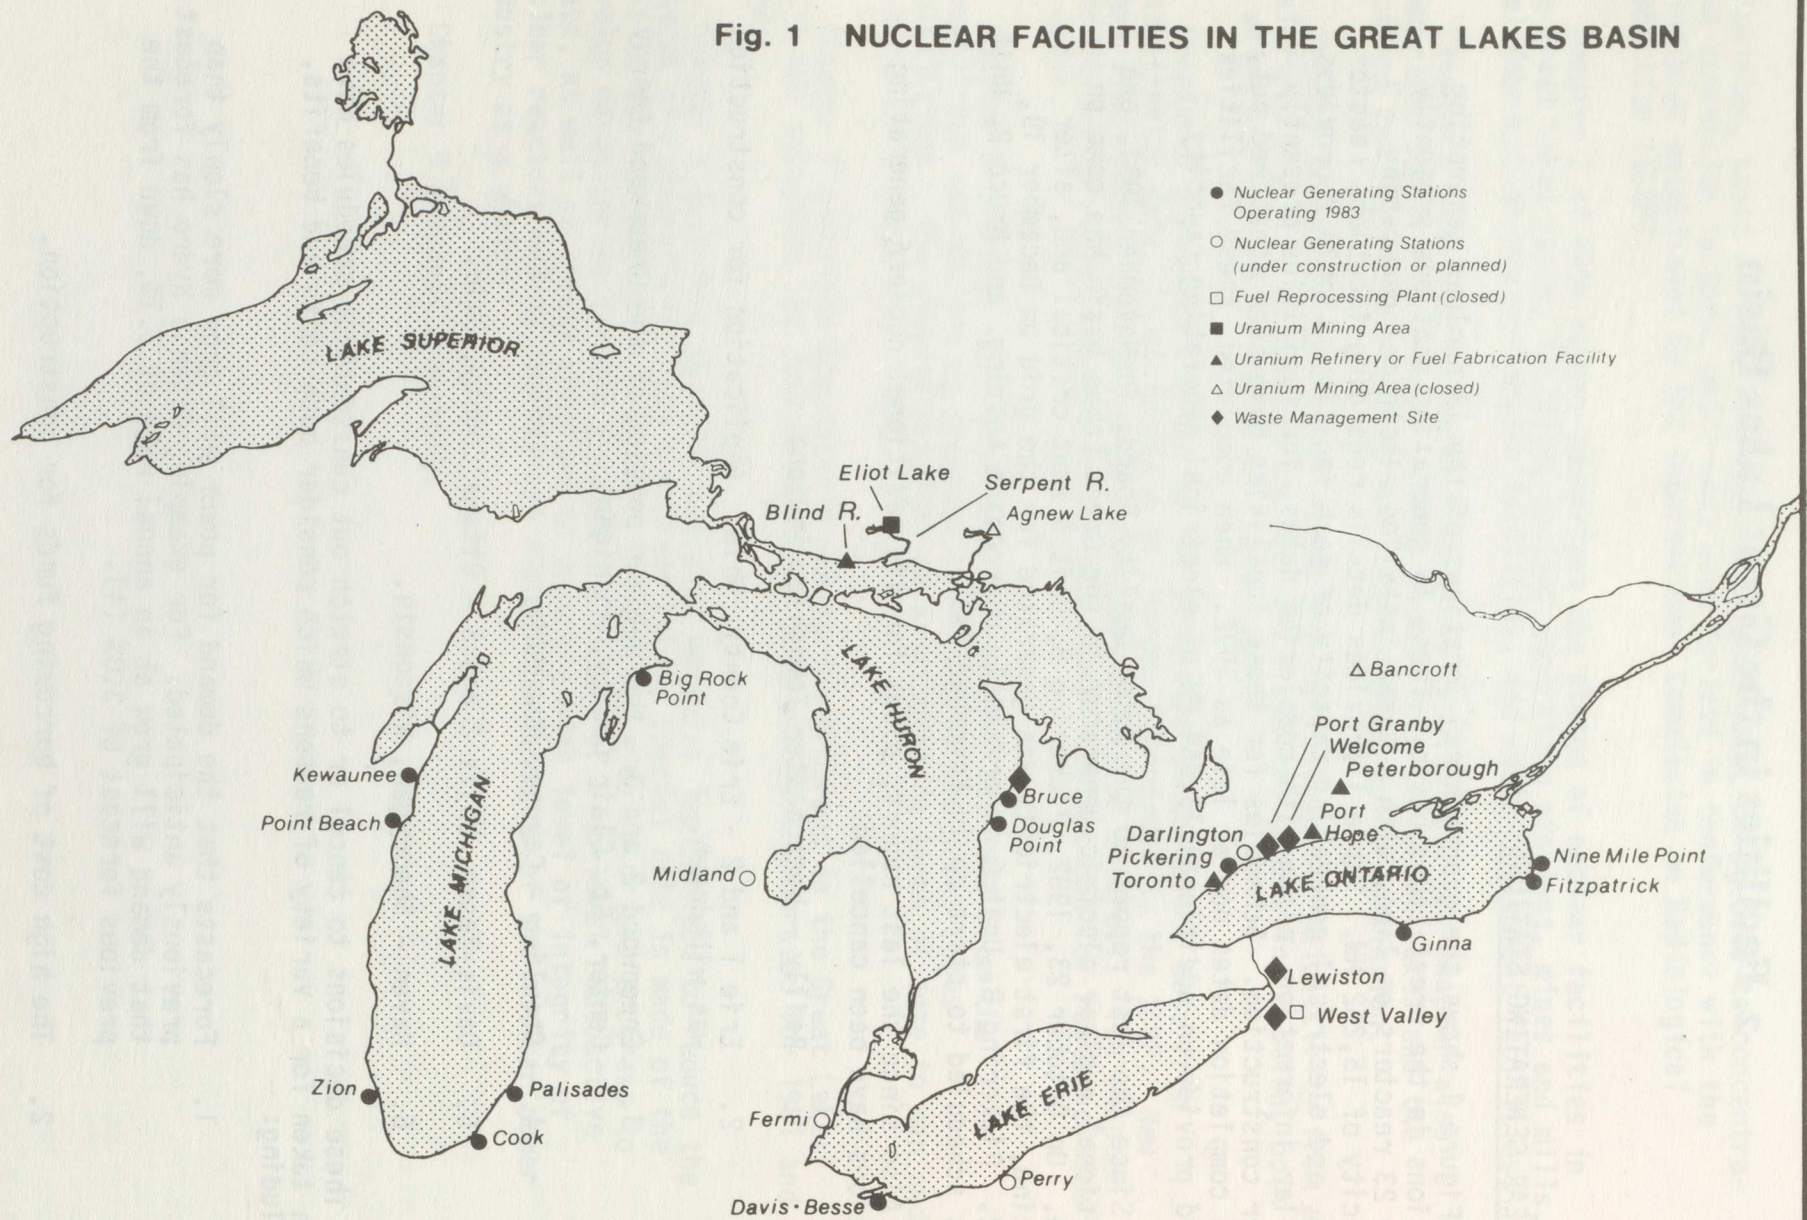 Fig. 1 NUCLEAR FACILITIES IN THE GREAT LAKES BASIN
● Nuclear Generating Stations
Operating 1983
○ Nuclear Generating Stations
(under construction or planned)
□ Fuel Reprocessing Plant (closed)
■ Uranium Mining Area
▲ Uranium Refinery or Fuel Fabrication Facility
△ Uranium Mining Area (closed)
◆ Waste Management Site
LAKE SUPERIOR
Eliot Lake
Serpent R.
Blind R.
Agnew Lake
LAKE HURON
Big Rock
Point
Bancroft
Port Granby
Welcome
Peterborough
Kewaunee
Point Beach
LAKE MICHIGAN
Bruce
Douglas
Point
Midland
Port
Hope
Darlington
Pickering
Toronto
LAKE ONTARIO
Nine Mile Point
Fitzpatrick
Ginna
Lewiston
West Valley
Zion
Palisades
Cook
Fermi
LAKE ERIE
Perry
Davis-Besse